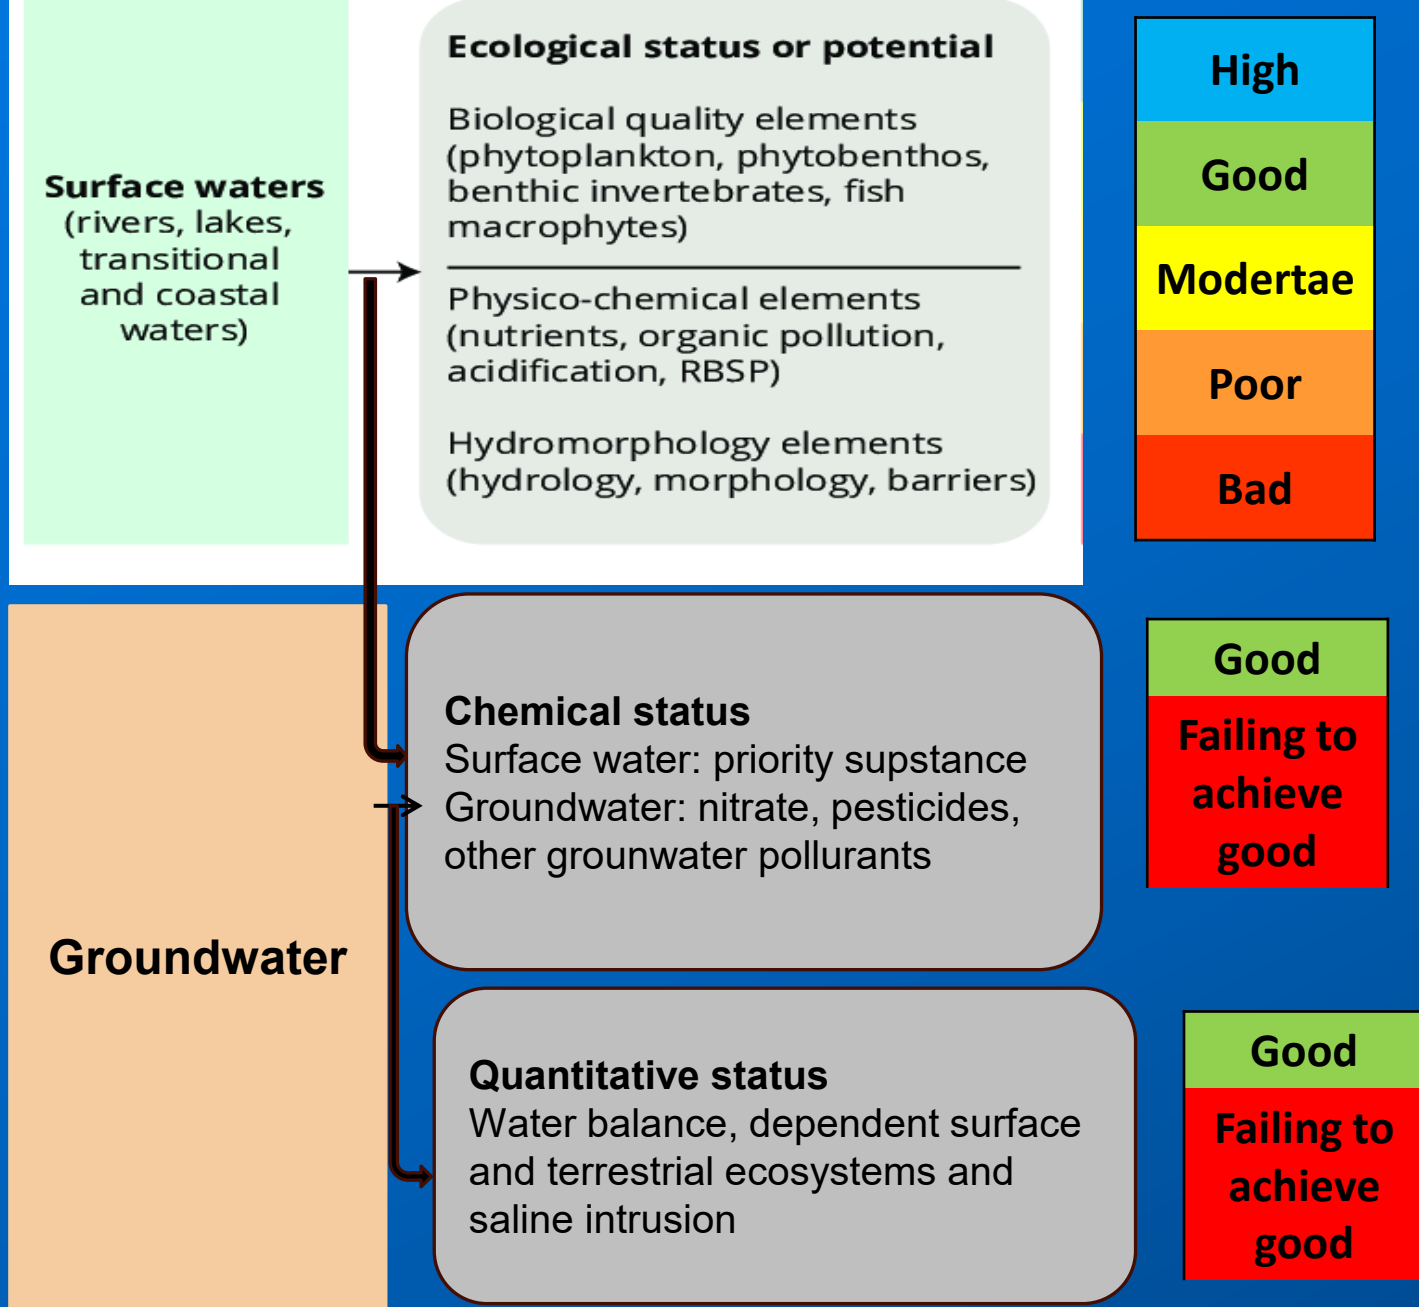 Surface waters
(rivers, lakes,
transitional
and coastal
waters)
Ecological status or potential
Biological quality elements
(phytoplankton, phytobenthos,
benthic invertebrates, fish
macrophytes)
Physico-chemical elements
(nutrients, organic pollution,
acidification, RBSP)
Hydromorphology elements
(hydrology, morphology, barriers)
High
Good
Modertae
Poor
Bad
Groundwater
Chemical status
Surface water: priority supstance
Groundwater: nitrate, pesticides,
other grounwater pollurants
Good
Failing to
achieve
good
Quantitative status
Water balance, dependent surface
and terrestrial ecosystems and
saline intrusion
Good
Failing to
achieve
good